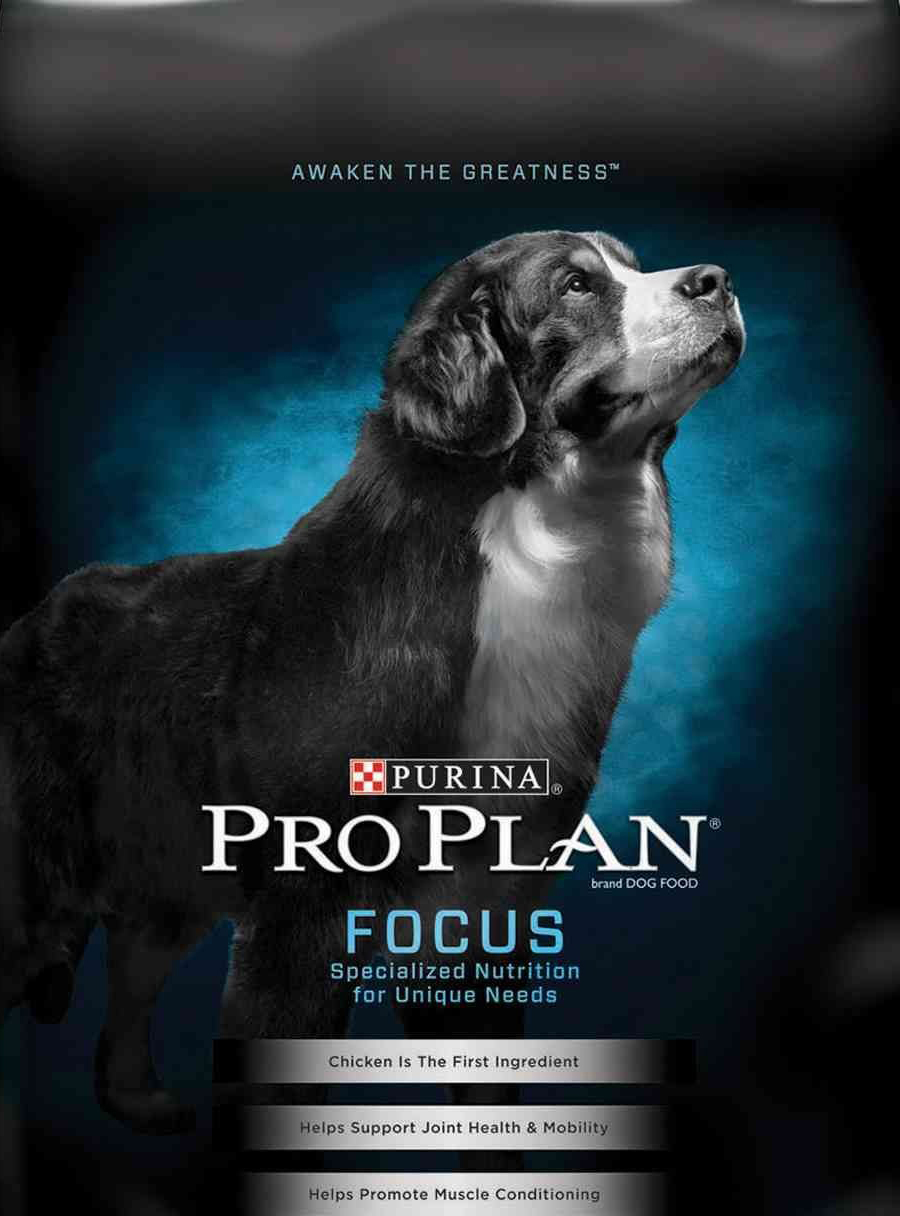 AWAKEN THE GREATNESS™
PURINA®
PRO PLAN®
brand DOG FOOD
FOCUS
Specialized Nutrition
for Unique Needs
Chicken Is The First Ingredient
Helps Support Joint Health & Mobility
Helps Promote Muscle Conditioning